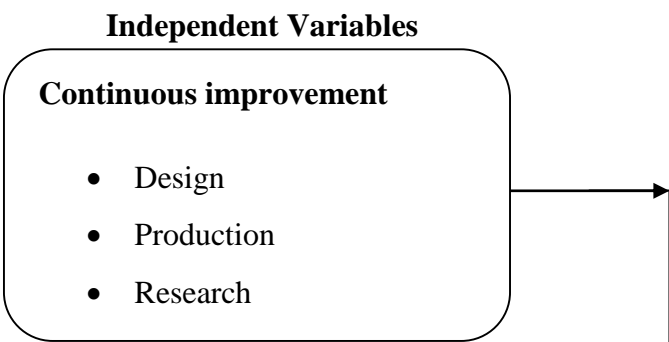 Independent Variables
Continuous improvement
• Design
• Production
• Research